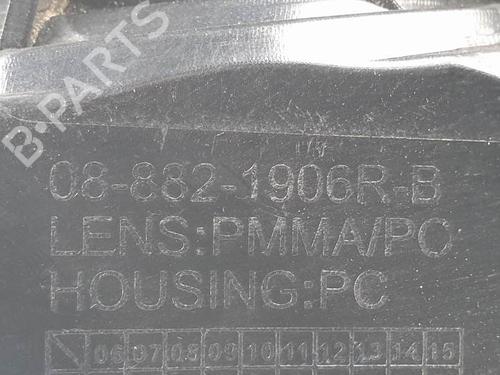 B-PARTS
08-882-1906R-B
LENS:PMMA/PC
HOUSING:PC
06 07 08 09 10 11 12 13 14 15